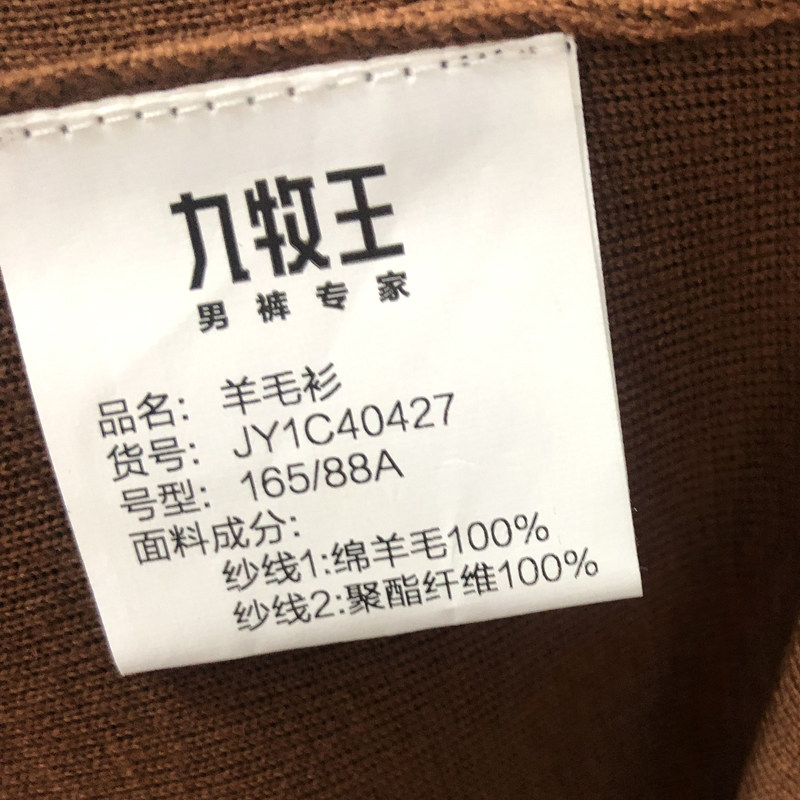 九牧王
男裤专家
品名: 羊毛衫
货号: JY1C40427
号型: 165/88A
面料成分:
纱线1:绵羊毛100%
纱线2:聚酯纤维100%